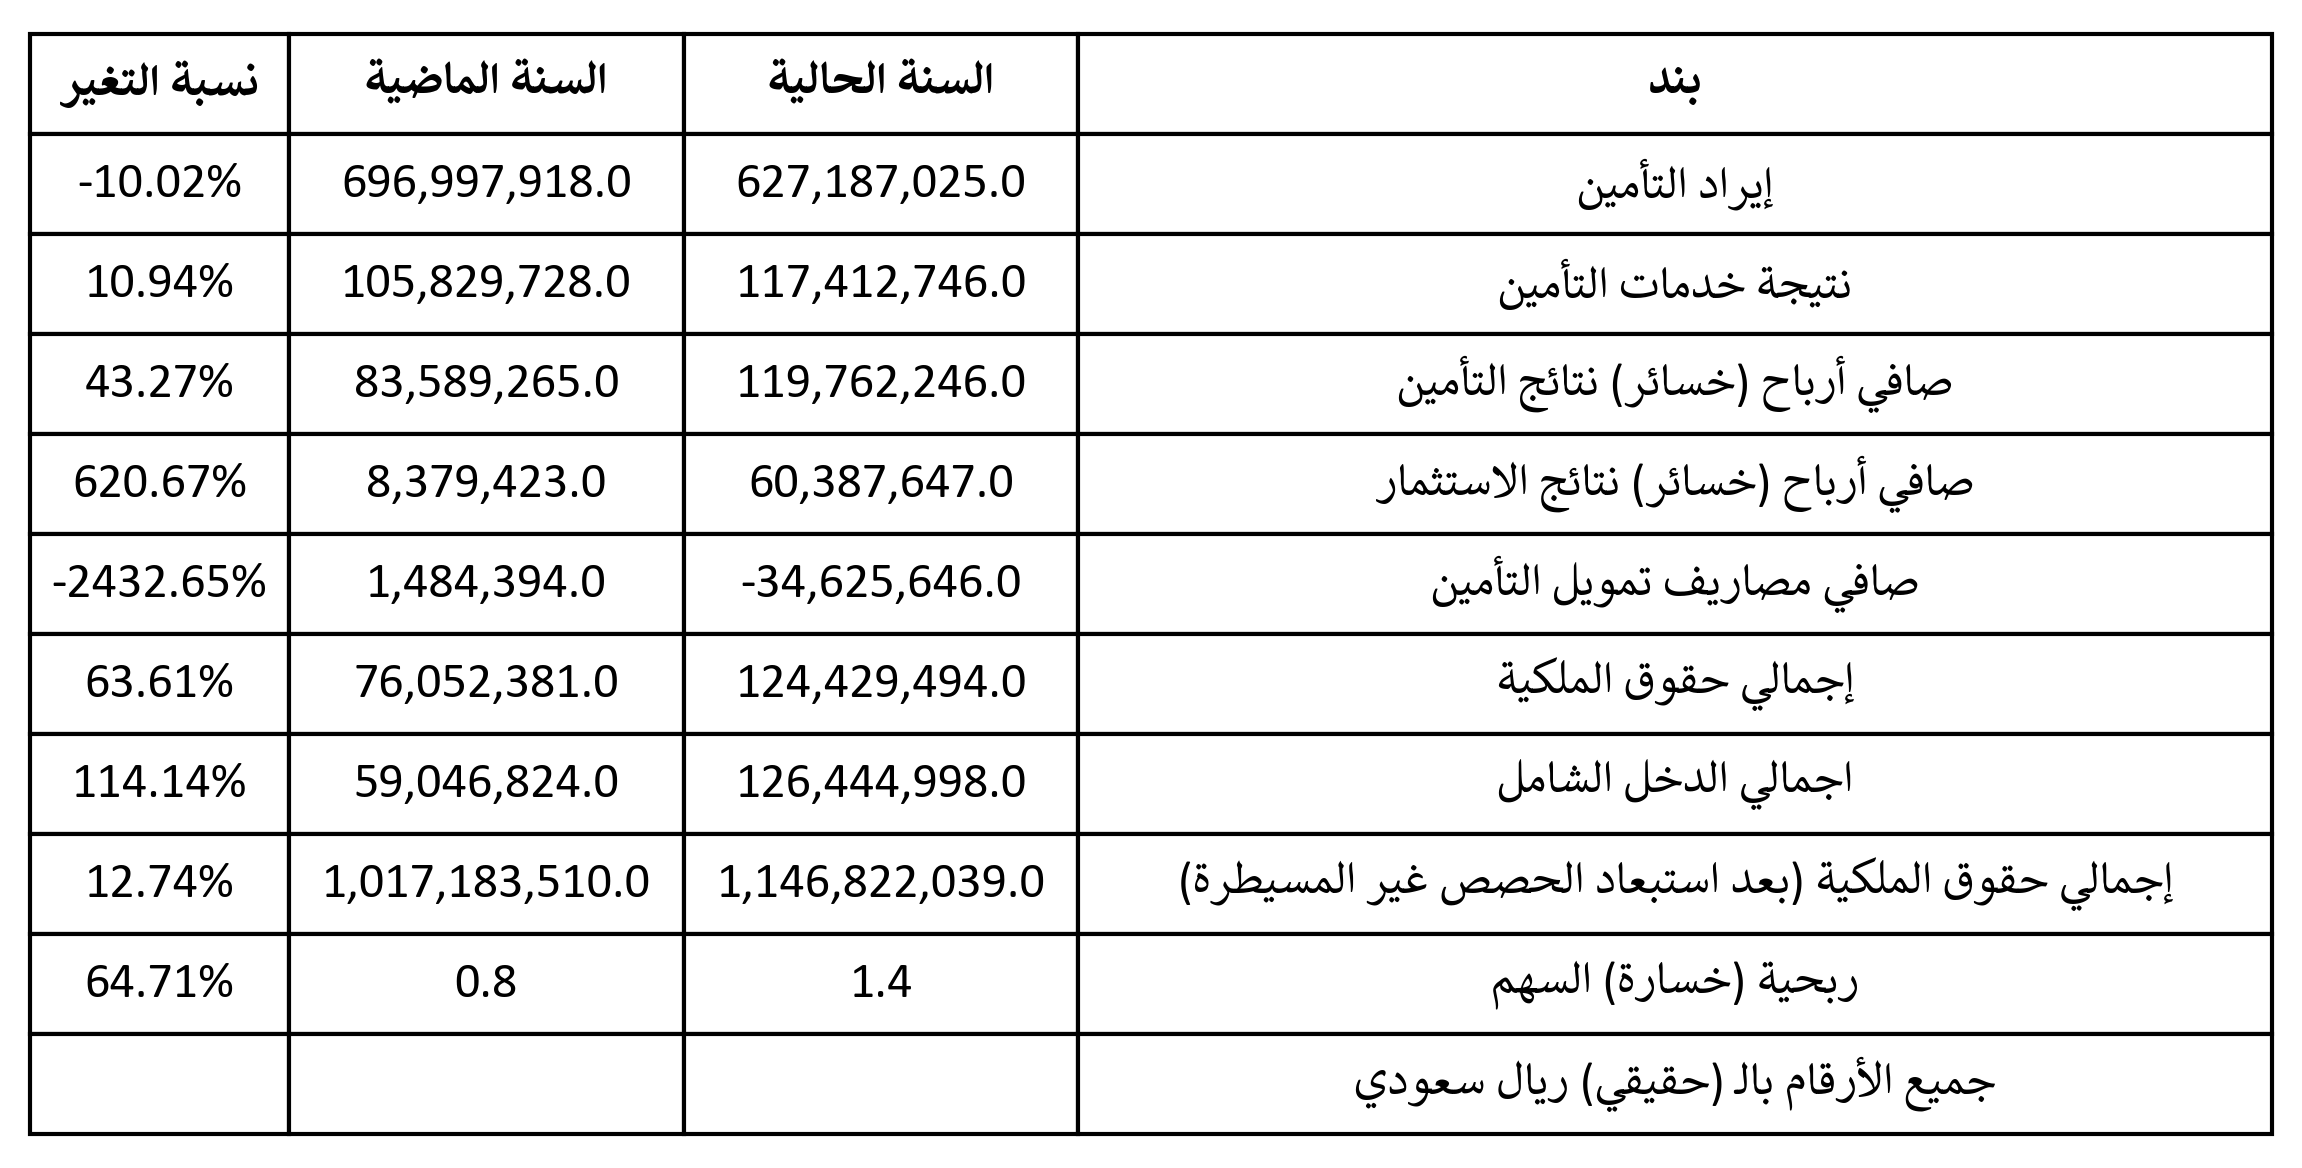 بند السنة الحالية السنة الماضية نسبة التغير
إيراد التأمين 627,187,025.0 696,997,918.0 -10.02%
نتيجة خدمات التأمين 117,412,746.0 105,829,728.0 10.94%
صافي أرباح (خسائر) نتائج التأمين 119,762,246.0 83,589,265.0 43.27%
صافي أرباح (خسائر) نتائج الاستثمار 60,387,647.0 8,379,423.0 620.67%
صافي مصاريف تمويل التأمين -34,625,646.0 1,484,394.0 -2432.65%
إجمالي حقوق الملكية 124,429,494.0 76,052,381.0 63.61%
اجمالي الدخل الشامل 126,444,998.0 59,046,824.0 114.14%
إجمالي حقوق الملكية (بعد استبعاد الحصص غير المسيطرة) 1,146,822,039.0 1,017,183,510.0 12.74%
ربحية (خسارة) السهم 1.4 0.8 64.71%
جميع الأرقام بالـ (حقيقي) ريال سعودي